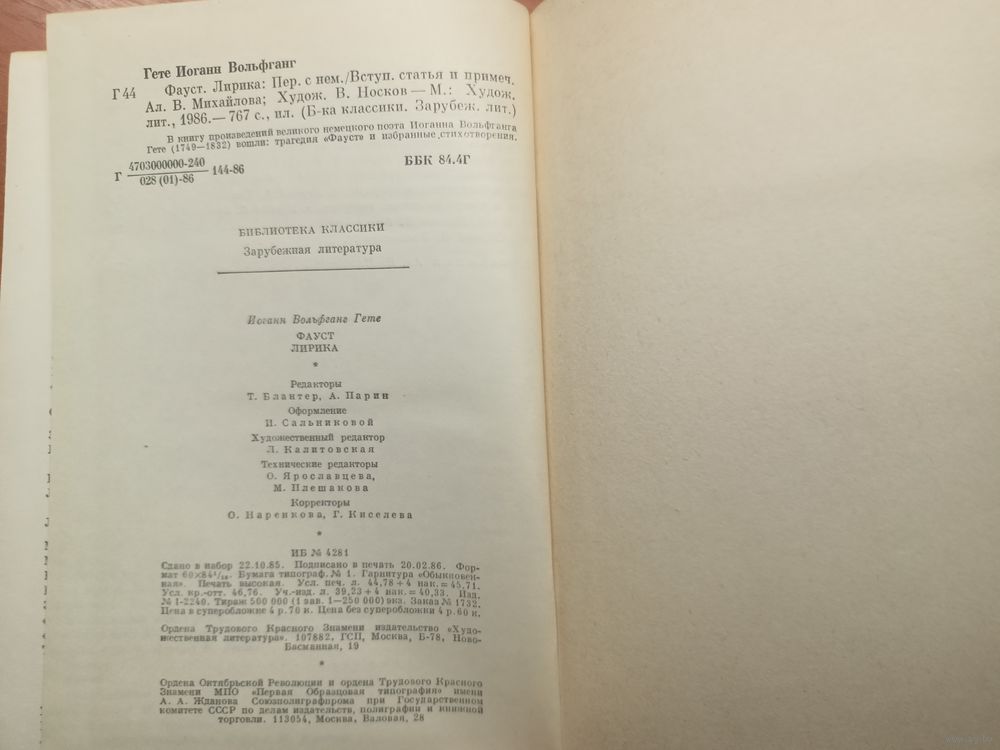 Гете Иоганн Вольфганг
Г 44 Фауст. Лирика: Пер. с нем./Вступ. статья и примеч.
Ал. В. Михайлова; Худож. В. Носков — М.: Худож.
лит., 1986.— 767 с., ил. (Б-ка классики. Зарубеж. лит.)
В книгу произведений великого немецкого поэта Иоганна Вольфганга
Гете (1749—1832) вошли: трагедия «Фауст» и избранные стихотворения.
Г 4703000000-240 144-86 ББК 84.4Г
028 (01)-86
БИБЛИОТЕКА КЛАССИКИ
Зарубежная литература
Иоганн Вольфганг Гете
ФАУСТ
ЛИРИКА
*
Редакторы
Т. Блантер, А. Парин
Оформление
И. Сальниковой
Художественный редактор
Л. Калитовская
Технические редакторы
О. Ярославцева,
М. Плешакова
Корректоры
О. Наренкова, Г. Киселева
*
ИБ № 4281
Сдано в набор 22.10.85. Подписано в печать 20.02.86. Фор-
мат 60×84¹/₁₆. Бумага типограф. № 1. Гарнитура «Обыкновен-
ная». Печать высокая. Усл. печ. л. 44,78+4 нак.=45,71.
Усл. кр.-отт. 46,76. Уч.-изд. л. 39,23+4 нак.=40,33. Изд.
№ I-2240. Тираж 500 000 (1 зав. 1—250 000) экз. Заказ № 1732.
Цена в суперобложке 4 р. 70 к. Цена без суперобложки 4 р. 60 к.
Ордена Трудового Красного Знамени издательство «Худо-
жественная литература». 107882, ГСП, Москва, Б-78, Ново-
Басманная, 19
*
Ордена Октябрьской Революции и ордена Трудового Красного
Знамени МПО «Первая Образцовая типография» имени
А. А. Жданова Союзполиграфпрома при Государственном
комитете СССР по делам издательств, полиграфии и книжной
торговли. 113054, Москва, Валовая, 28